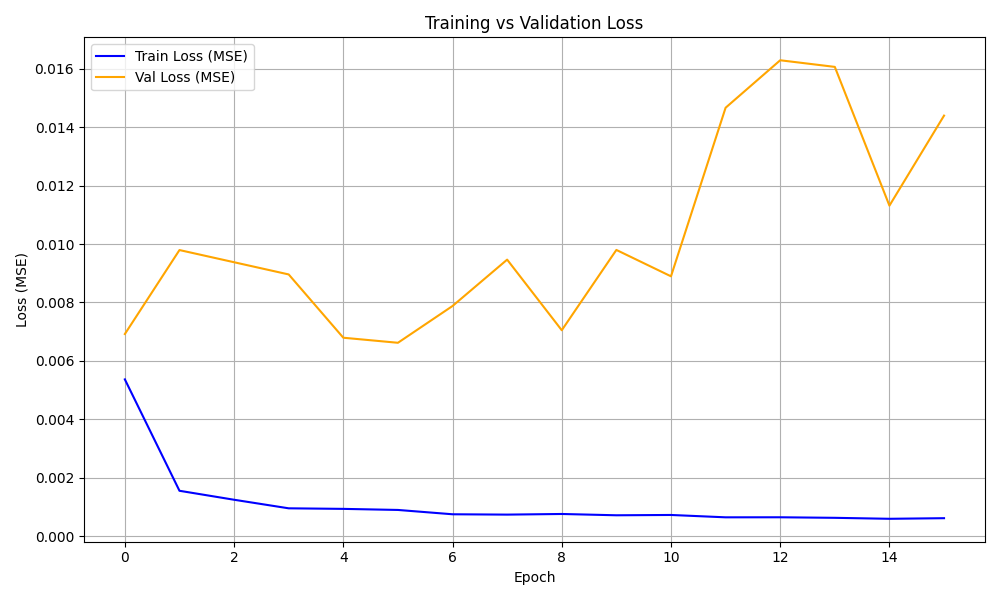 Training vs Validation Loss
Train Loss (MSE)
Val Loss (MSE)
Loss (MSE)
0.016
0.014
0.012
0.010
0.008
0.006
0.004
0.002
0.000
0 2 4 6 8 10 12 14
Epoch